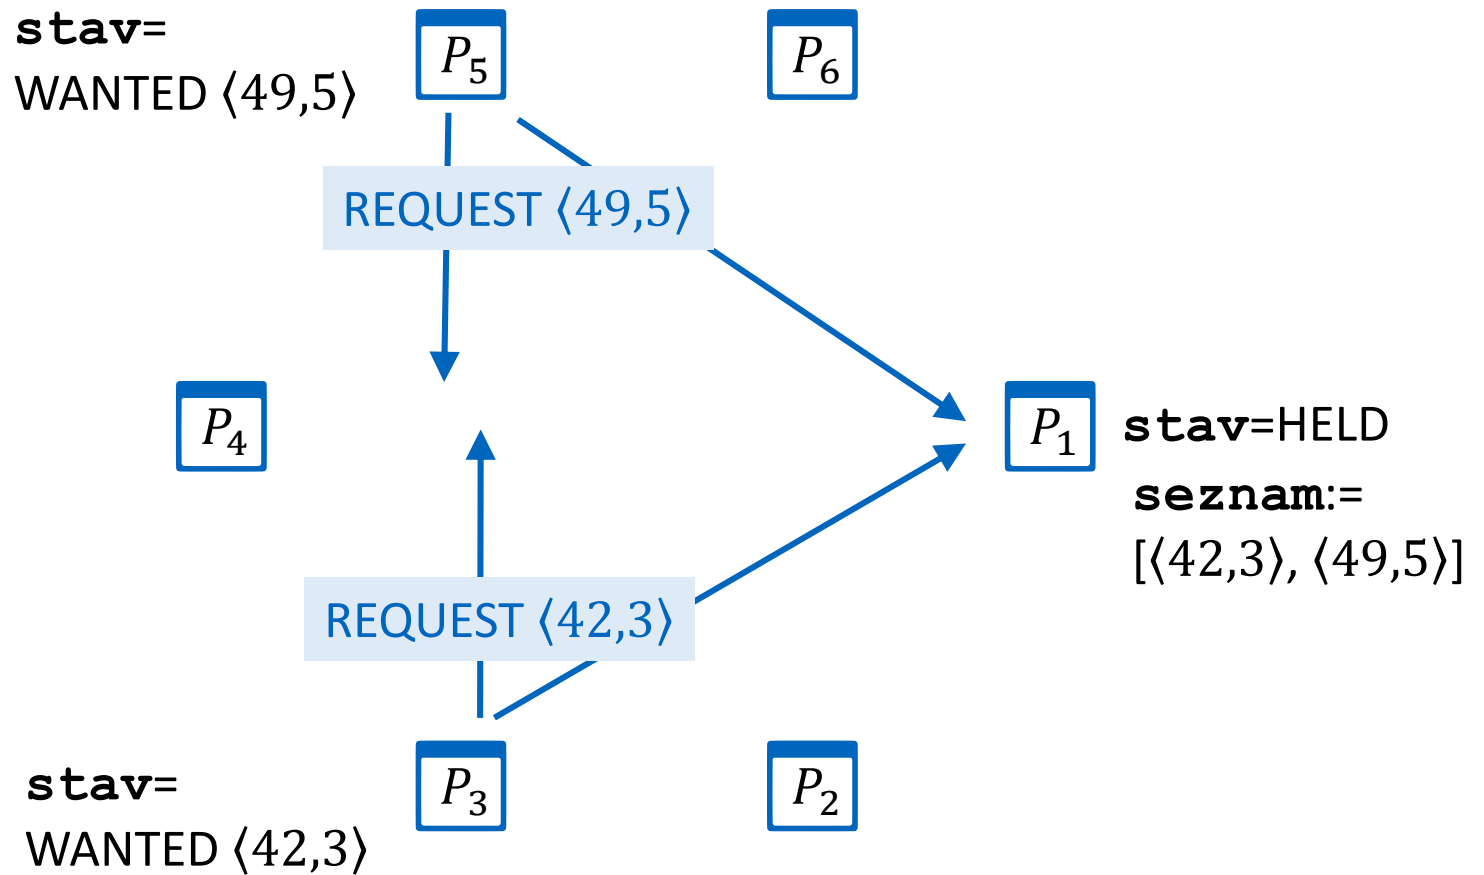 stav=
WANTED ⟨49,5⟩
P₅
P₆
REQUEST ⟨49,5⟩
P₄
P₁
stav=HELD
seznam:=
[⟨42,3⟩, ⟨49,5⟩]
REQUEST ⟨42,3⟩
stav=
WANTED ⟨42,3⟩
P₃
P₂